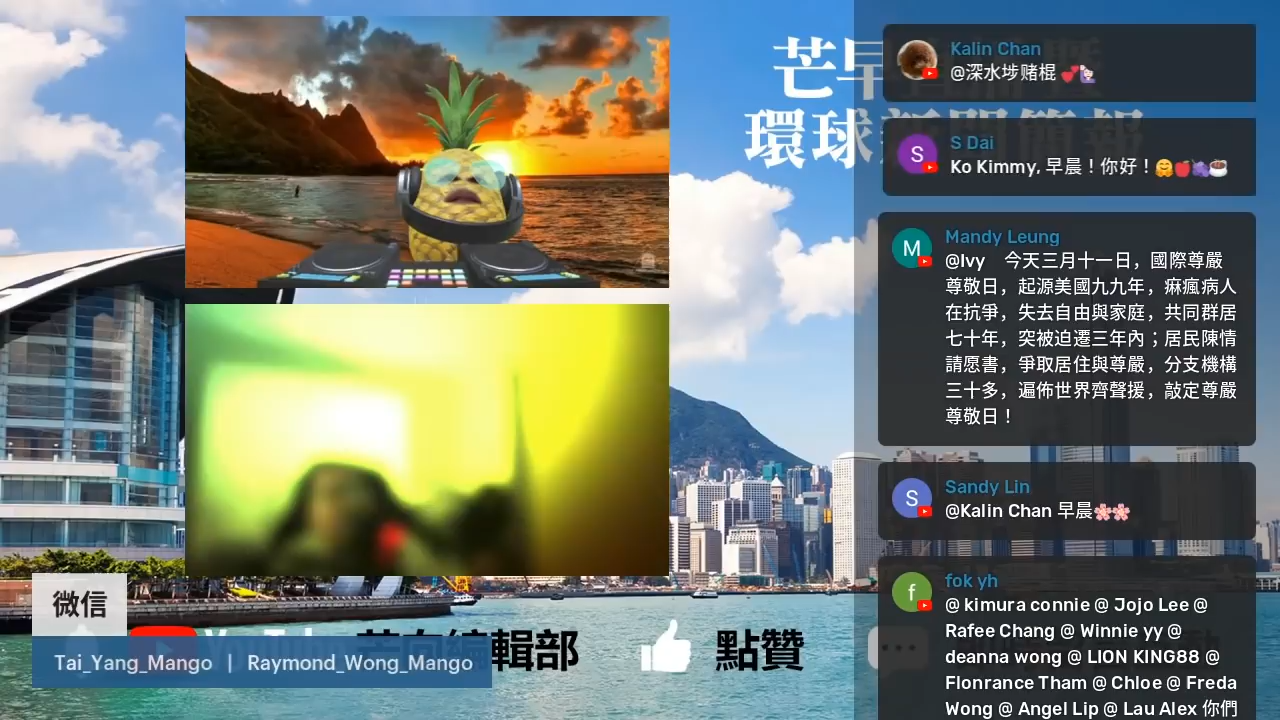 芒早
環球新聞簡報
Kalin Chan
@深水埗赌棍 💕🙋🏻‍♀️
S Dai
Ko Kimmy, 早晨！你好！🤗🍎🍇☕
Mandy Leung
@Ivy 今天三月十一日，國際尊嚴
尊敬日，起源美國九九年，痳瘋病人
在抗爭，失去自由與家庭，共同群居
七十年，突被迫遷三年內；居民陳情
請愿書，爭取居住與尊嚴，分支機構
三十多，遍佈世界齊聲援，敲定尊嚴
尊敬日！
Sandy Lin
@Kalin Chan 早晨🌸🌸
fok yh
@ kimura connie @ Jojo Lee @
Rafee Chang @ Winnie yy @
deanna wong @ LION KING88 @
Flonrance Tham @ Chloe @ Freda
Wong @ Angel Lip @ Lau Alex 你們
微信
Tai_Yang_Mango | Raymond_Wong_Mango
編輯部
點贊